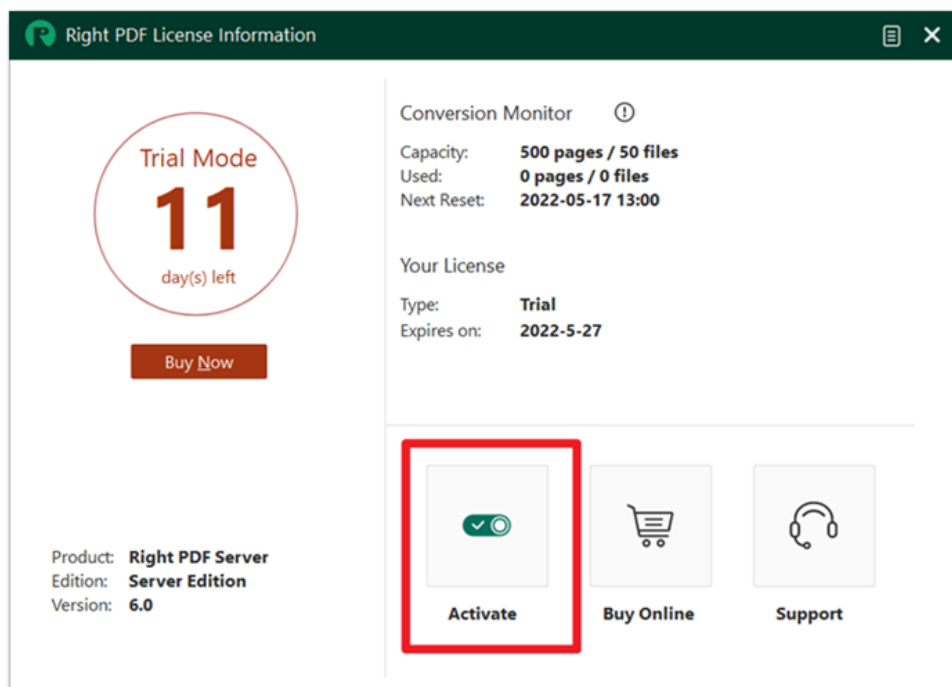 Right PDF License Information
Trial Mode
11
day(s) left
Buy Now
Product: Right PDF Server
Edition: Server Edition
Version: 6.0
Conversion Monitor
Capacity: 500 pages / 50 files
Used: 0 pages / 0 files
Next Reset: 2022-05-17 13:00
Your License
Type: Trial
Expires on: 2022-5-27
Activate
Buy Online
Support